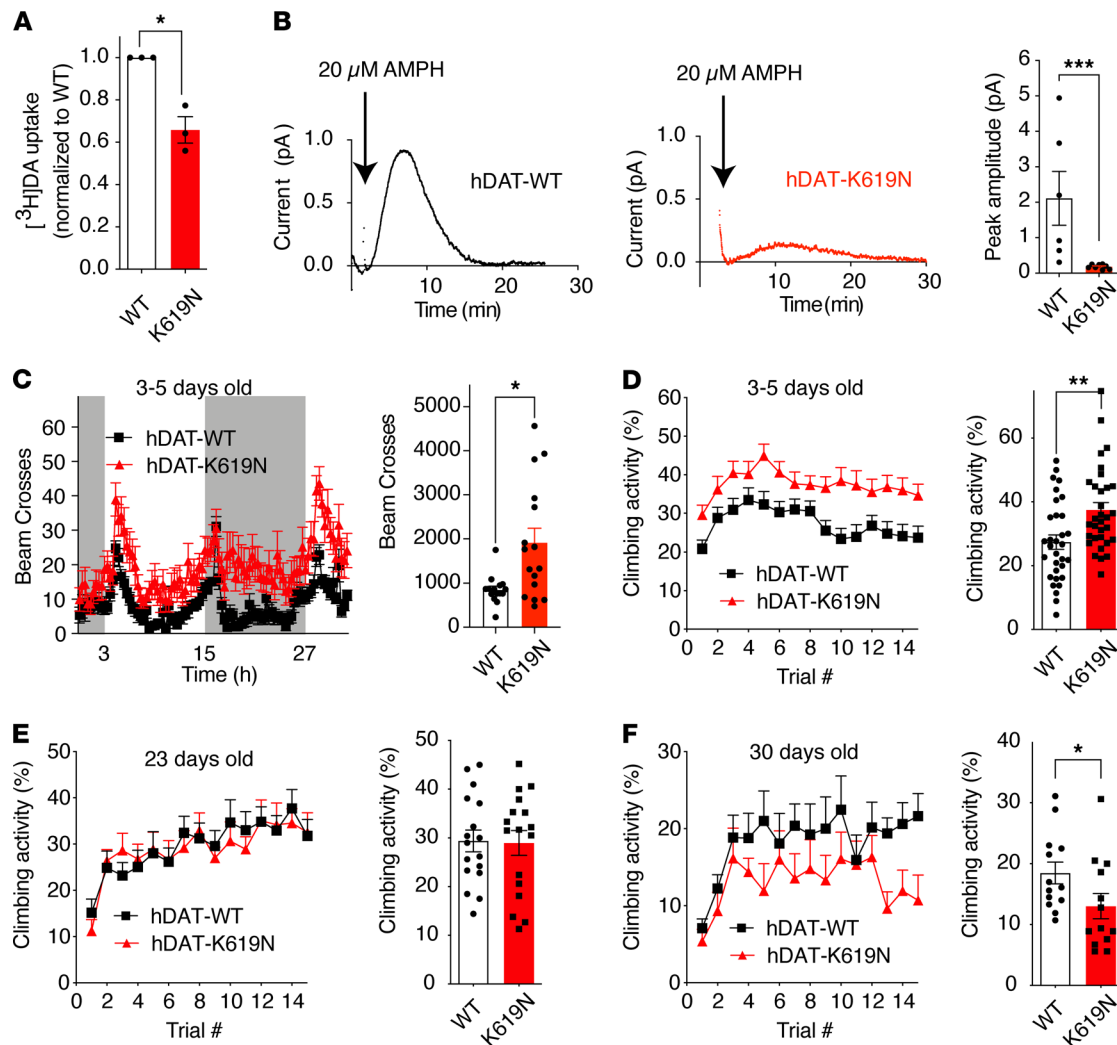 A
[³H]DA uptake
(normalized to WT)
1.0
0.8
0.6
0.4
0.2
0.0
*
WT
K619N
B
20 µM AMPH
Current (pA)
1.0
0.5
0.0
hDAT-WT
10
20
30
Time (min)
20 µM AMPH
Current (pA)
1.0
0.5
0.0
hDAT-K619N
10
20
30
Time(min)
Peak amplitude (pA)
6
5
4
3
2
1
0
***
WT
K619N
C
3-5 days old
Beam Crosses
60
50
40
30
20
10
0
hDAT-WT
hDAT-K619N
3
15
27
Time (h)
Beam Crosses
5000
4000
3000
2000
1000
0
*
WT
K619N
D
3-5 days old
Climbing activity (%)
60
50
40
30
20
10
0
hDAT-WT
hDAT-K619N
0 2 4 6 8 10 12 14
Trial #
Climbing activity (%)
60
40
20
0
**
WT
K619N
E
23 days old
Climbing activity (%)
50
40
30
20
10
0
hDAT-WT
hDAT-K619N
0 2 4 6 8 10 12 14
Trial #
Climbing activity (%)
50
40
30
20
10
0
WT
K619N
F
30 days old
Climbing activity (%)
30
20
10
0
hDAT-WT
hDAT-K619N
0 2 4 6 8 10 12 14
Trial #
Climbing activity (%)
40
30
20
10
0
*
WT
K619N